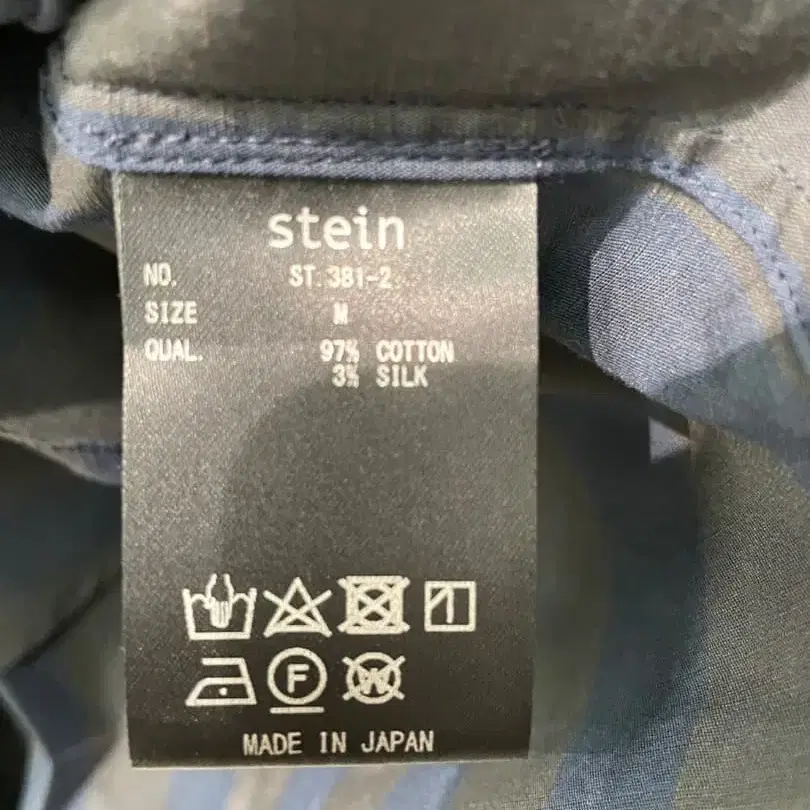 stein
NO. ST.381-2
SIZE M
QUAL. 97% COTTON
3% SILK
F W
MADE IN JAPAN